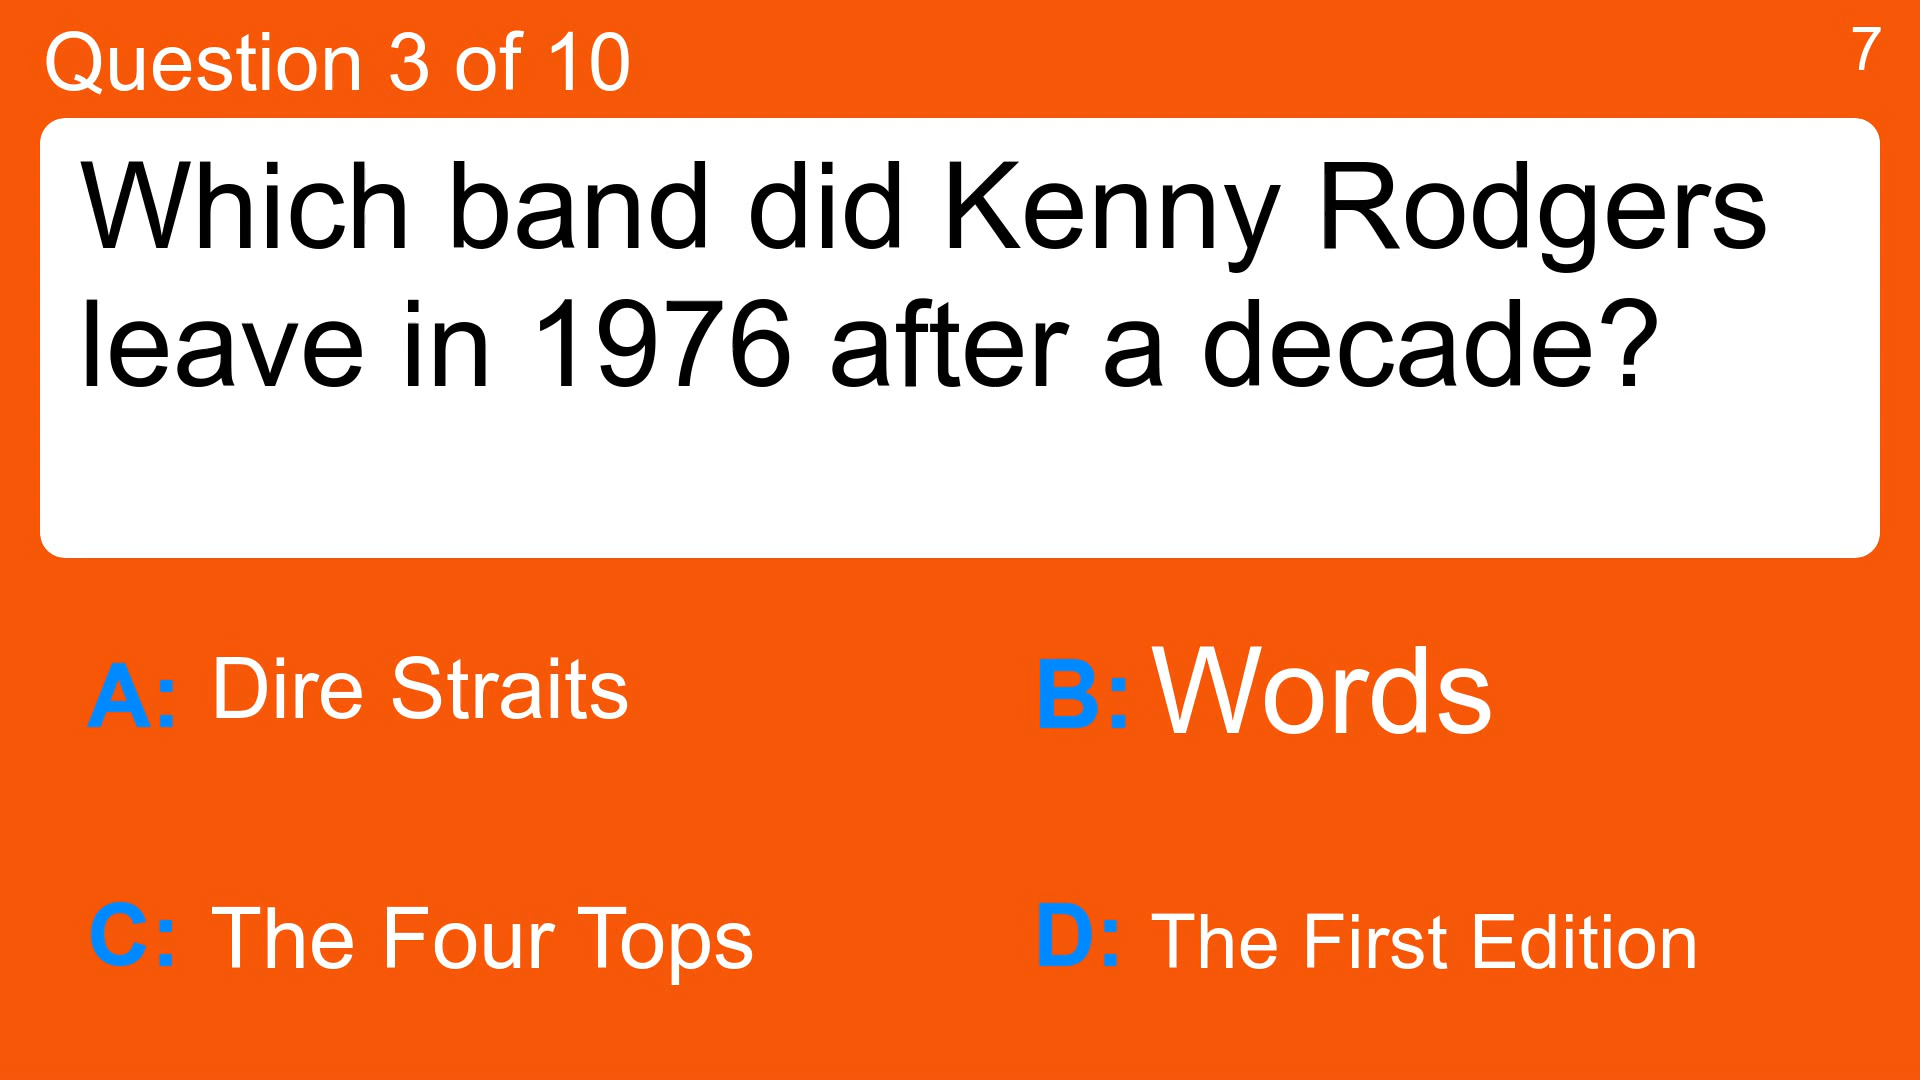 Question 3 of 10
7
Which band did Kenny Rodgers
leave in 1976 after a decade?
A: Dire Straits
B: Words
C: The Four Tops
D: The First Edition